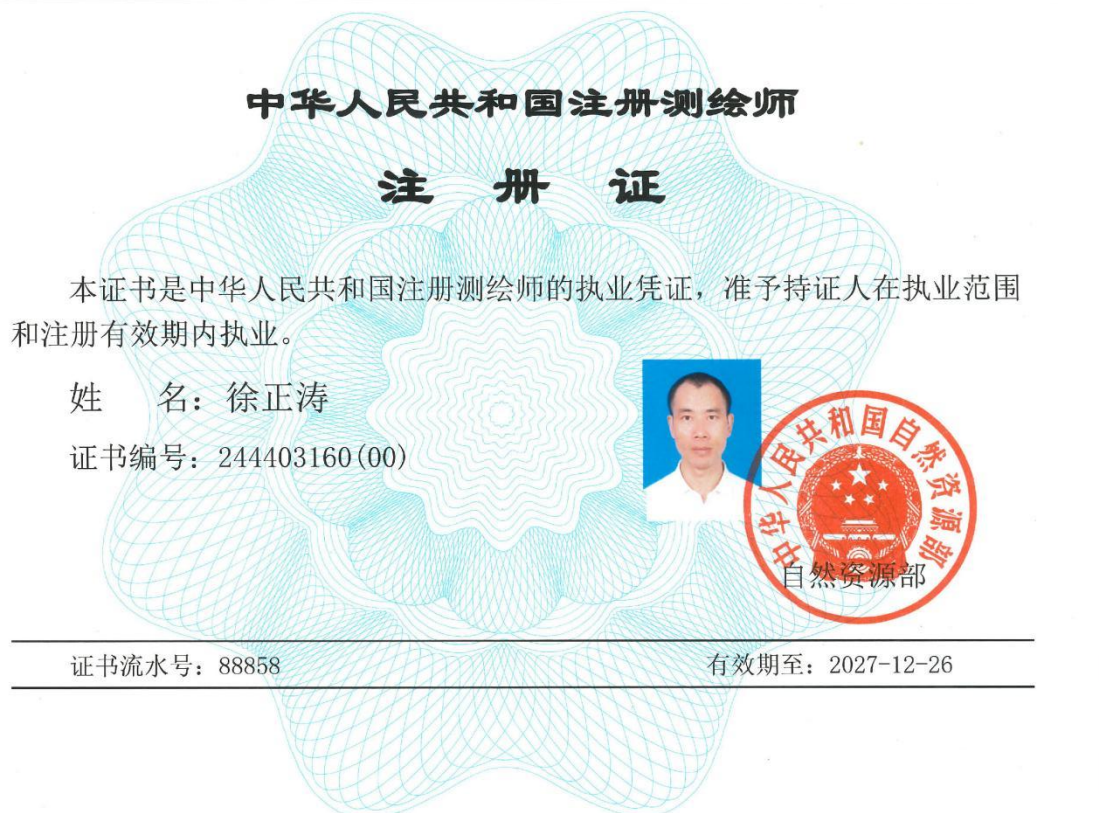 中华人民共和国注册测绘师
注 册 证
本证书是中华人民共和国注册测绘师的执业凭证，准予持证人在执业范围
和注册有效期内执业。
姓 名：徐正涛
证书编号：244403160(00)
中华人民共和国自然资源部
自然资源部
证书流水号：88858
有效期至：2027-12-26